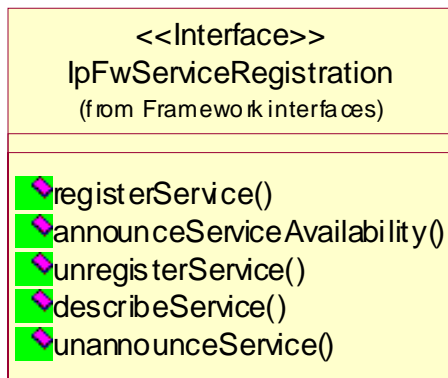 <<Interface>>
IpFwServiceRegistration
(from Framework interfaces)
registerService()
announceServiceAvailability()
unregisterService()
describeService()
unannounceService()